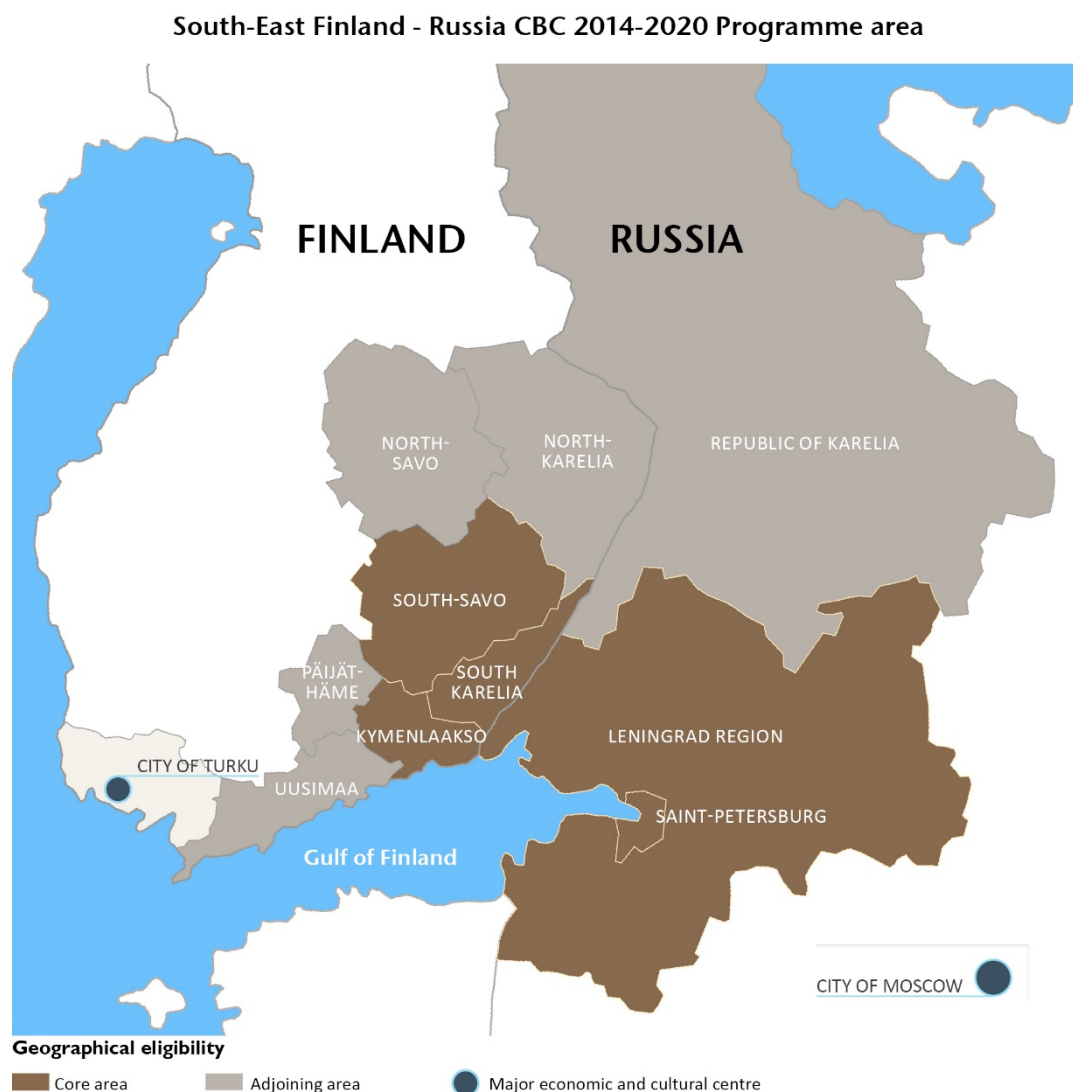 South-East Finland - Russia CBC 2014-2020 Programme area
FINLAND
RUSSIA
NORTH-
SAVO
NORTH-
KARELIA
REPUBLIC OF KARELIA
SOUTH-SAVO
PÄIJÄT-
HÄME
SOUTH
KARELIA
KYMENLAAKSO
LENINGRAD REGION
CITY OF TURKU
UUSIMAA
SAINT-PETERSBURG
Gulf of Finland
CITY OF MOSCOW
Geographical eligibility
Core area
Adjoining area
Major economic and cultural centre